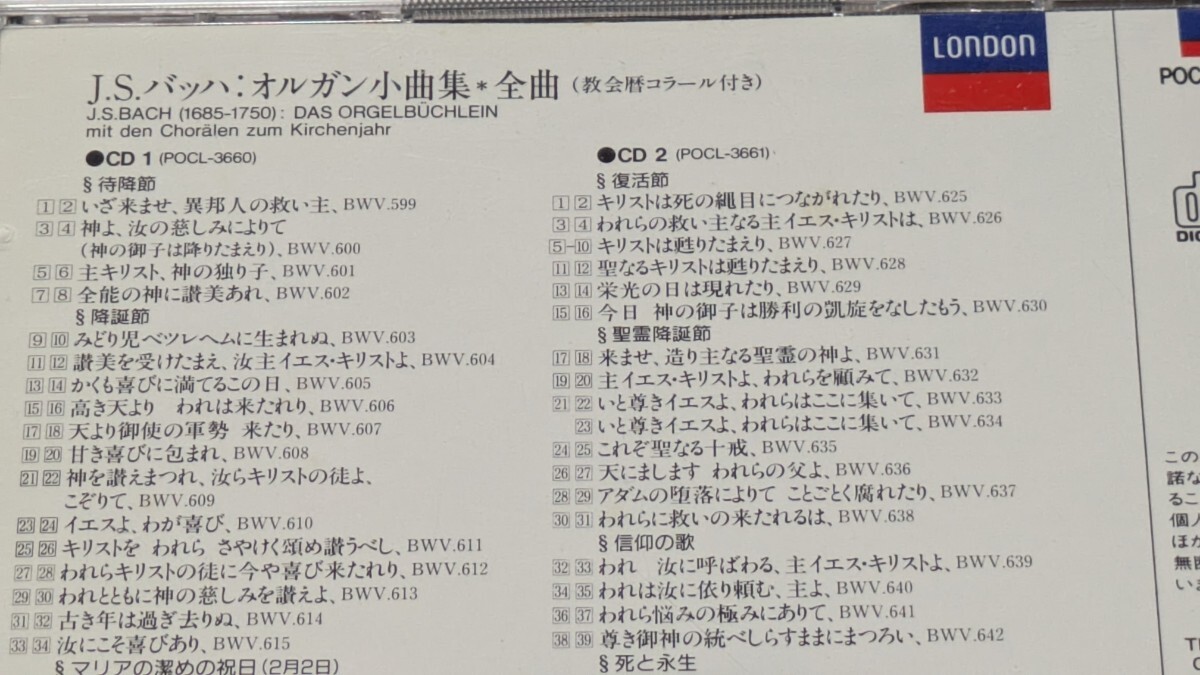 J.S.バッハ:オルガン小曲集*全曲(教会暦コラール付き)
J.S.BACH (1685-1750): DAS ORGELBÜCHLEIN
mit den Chorälen zum Kirchenjahr
LONDON
●CD 1 (POCL-3660)
§待降節
1 2 いざ来ませ、異邦人の救い主、BWV.599
3 4 神よ、汝の慈しみによりて
(神の御子は降りたまえり)、BWV.600
5 6 主キリスト、神の独り子、BWV.601
7 8 全能の神に讃美あれ、BWV.602
§降誕節
9 10 みどり児ベツレヘムに生まれぬ、BWV.603
11 12 讃美を受けたまえ、汝主イエス・キリストよ、BWV.604
13 14 かくも喜びに満てるこの日、BWV.605
15 16 高き天より われは来たれり、BWV.606
17 18 天より御使の軍勢 来たり、BWV.607
19 20 甘き喜びに包まれ、BWV.608
21 22 神を讃えまつれ、汝らキリストの徒よ、
こぞりて、BWV.609
23 24 イエスよ、わが喜び、BWV.610
25 26 キリストを われら さやけく頌め讃うべし、BWV.611
27 28 われらキリストの徒に今や喜び来たれり、BWV.612
29 30 われとともに神の慈しみを讃えよ、BWV.613
31 32 古き年は過ぎ去りぬ、BWV.614
33 34 汝にこそ喜びあり、BWV.615
§マリアの潔めの祝日(2月2日)
●CD 2 (POCL-3661)
§復活節
1 2 キリストは死の縄目につながれたり、BWV.625
3 4 われらの救い主なる主イエス・キリストは、BWV.626
5-10 キリストは甦りたまえり、BWV.627
11 12 聖なるキリストは甦りたまえり、BWV.628
13 14 栄光の日は現れたり、BWV.629
15 16 今日 神の御子は勝利の凱旋をなしたもう、BWV.630
§聖霊降誕節
17 18 来ませ、造り主なる聖霊の神よ、BWV.631
19 20 主イエス・キリストよ、われらを顧みて、BWV.632
21 22 いと尊きイエスよ、われらはここに集いて、BWV.633
23 いと尊きイエスよ、われらはここに集いて、BWV.634
24 25 これぞ聖なる十戒、BWV.635
26 27 天にまします われらの父よ、BWV.636
28 29 アダムの堕落によりて ことごとく腐れたり、BWV.637
30 31 われらに救いの来たれるは、BWV.638
§信仰の歌
32 33 われ 汝に呼ばわる、主イエス・キリストよ、BWV.639
34 35 われは汝に依り頼む、主よ、BWV.640
36 37 われら悩みの極みにありて、BWV.641
38 39 尊き御神の統べしらすままにまつろい、BWV.642
§死と永生
POC
DIG
この
諾な
るこ
個人
ほか
無断
いま